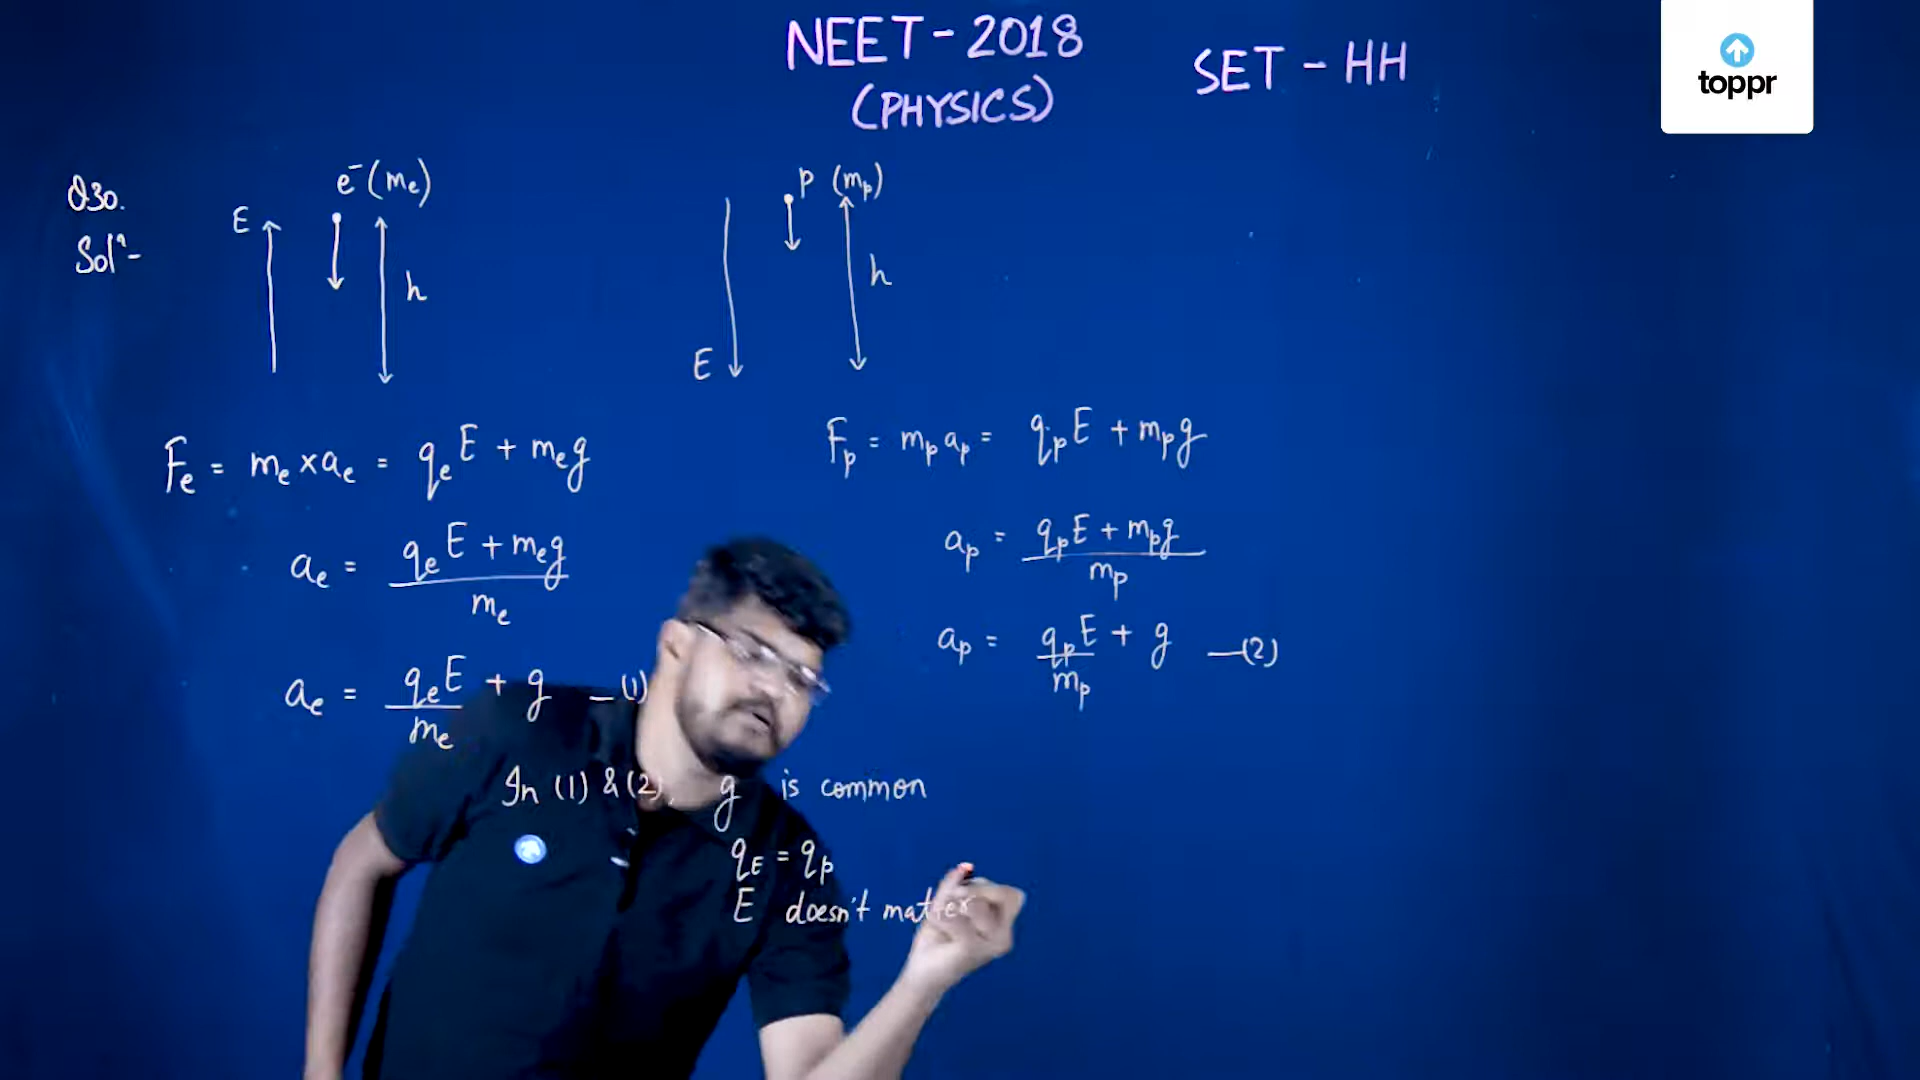 NEET - 2018
(PHYSICS)
SET - HH
toppr
Q30.
Solⁿ-
e⁻ (mₑ)
E
h
p (mₚ)
E
h
Fₑ = mₑ × aₑ = qₑE + mₑg
aₑ = (qₑE + mₑg) / mₑ
aₑ = qₑE / mₑ + g —(1)
Fₚ = mₚaₚ = qₚE + mₚg
aₚ = (qₚE + mₚg) / mₚ
aₚ = qₚE / mₚ + g —(2)
In (1) & (2), g is common
q_E = qₚ
E doesn't matter